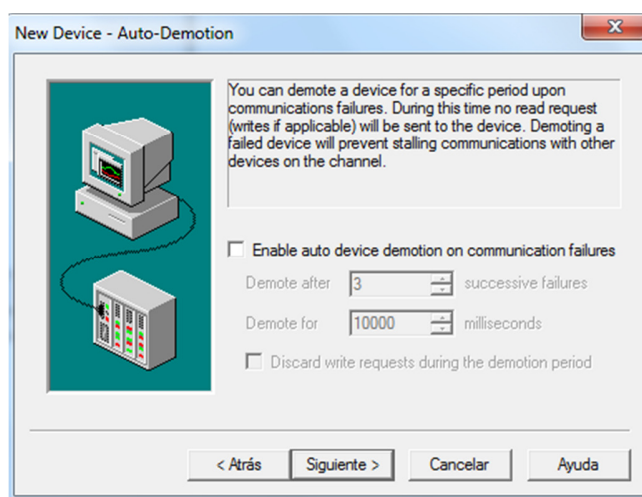 New Device - Auto-Demotion
You can demote a device for a specific period upon
communications failures. During this time no read request
(writes if applicable) will be sent to the device. Demoting a
failed device will prevent stalling communications with other
devices on the channel.
Enable auto device demotion on communication failures
Demote after 3 successive failures
Demote for 10000 milliseconds
Discard write requests during the demotion period
< Atrás Siguiente > Cancelar Ayuda